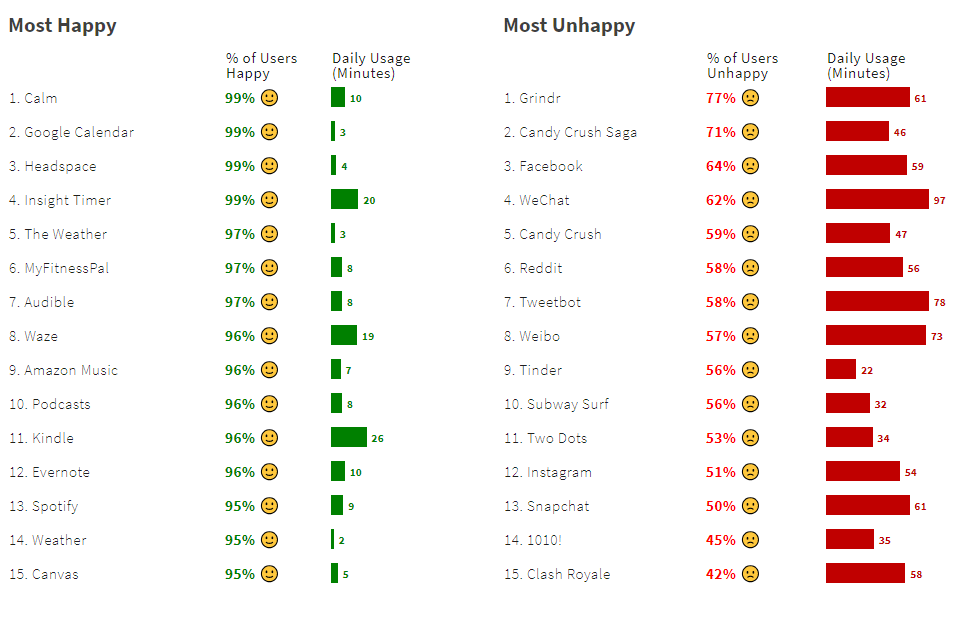 Most Happy
% of Users Happy Daily Usage (Minutes)
1. Calm 99% 10
2. Google Calendar 99% 3
3. Headspace 99% 4
4. Insight Timer 99% 20
5. The Weather 97% 3
6. MyFitnessPal 97% 8
7. Audible 97% 8
8. Waze 96% 19
9. Amazon Music 96% 7
10. Podcasts 96% 8
11. Kindle 96% 26
12. Evernote 96% 10
13. Spotify 95% 9
14. Weather 95% 2
15. Canvas 95% 5
Most Unhappy
% of Users Unhappy Daily Usage (Minutes)
1. Grindr 77% 61
2. Candy Crush Saga 71% 46
3. Facebook 64% 59
4. WeChat 62% 97
5. Candy Crush 59% 47
6. Reddit 58% 56
7. Tweetbot 58% 78
8. Weibo 57% 73
9. Tinder 56% 22
10. Subway Surf 56% 32
11. Two Dots 53% 34
12. Instagram 51% 54
13. Snapchat 50% 61
14. 1010! 45% 35
15. Clash Royale 42% 58